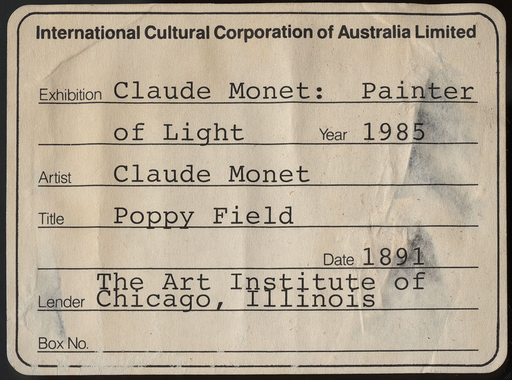 International Cultural Corporation of Australia Limited
Exhibition Claude Monet: Painter
of Light Year 1985
Artist Claude Monet
Title Poppy Field
Date 1891
The Art Institute of
Lender Chicago, Illinois
Box No.